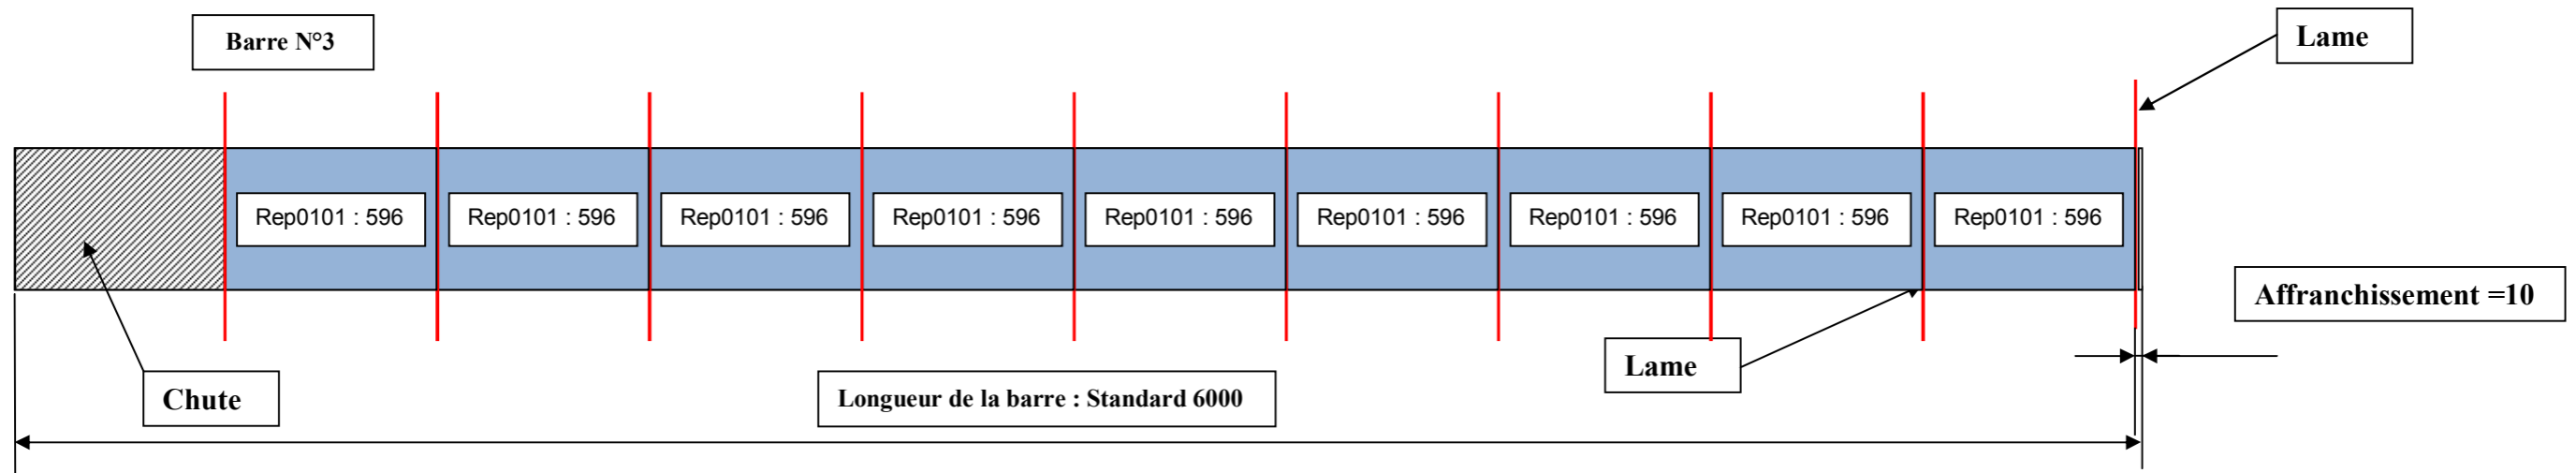 Barre N°3
Lame
Rep0101 : 596
Rep0101 : 596
Rep0101 : 596
Rep0101 : 596
Rep0101 : 596
Rep0101 : 596
Rep0101 : 596
Rep0101 : 596
Rep0101 : 596
Affranchissement =10
Lame
Chute
Longueur de la barre : Standard 6000